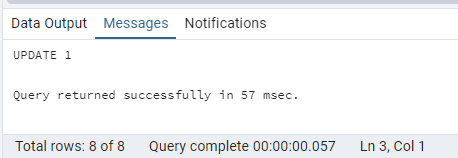 Data Output Messages Notifications
UPDATE 1
Query returned successfully in 57 msec.
Total rows: 8 of 8 Query complete 00:00:00.057 Ln 3, Col 1